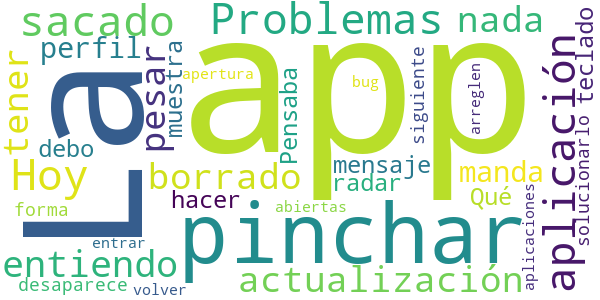 sacado
Problemas
nada
perfil
tener
pesar
muestra
apertura
La
app
bug
Pensaba
siguiente
arreglen
aplicación
solucionarlo
teclado
debo
Hoy
borrado
mensaje
manda
radar
Qué
hacer
forma
abiertas
pinchar
aplicaciones
entrar
entiendo
actualización
desaparece
volver